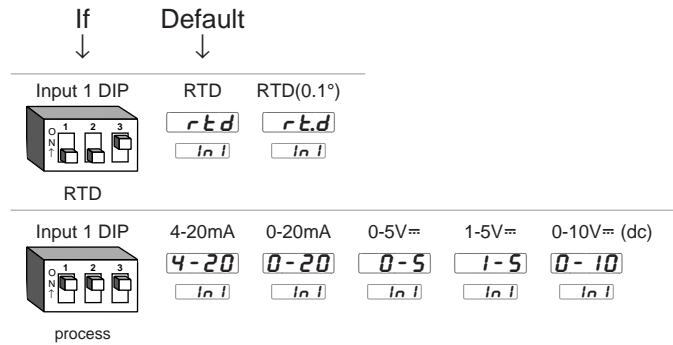 If Default
↓ ↓
Input 1 DIP RTD RTD(0.1°)
ON↑ 1 2 3 rtd rt.d
In 1 In 1
RTD
Input 1 DIP 4-20mA 0-20mA 0-5V⎓ 1-5V⎓ 0-10V⎓ (dc)
ON↑ 1 2 3 4-20 0-20 0-5 1-5 0-10
In 1 In 1 In 1 In 1 In 1
process